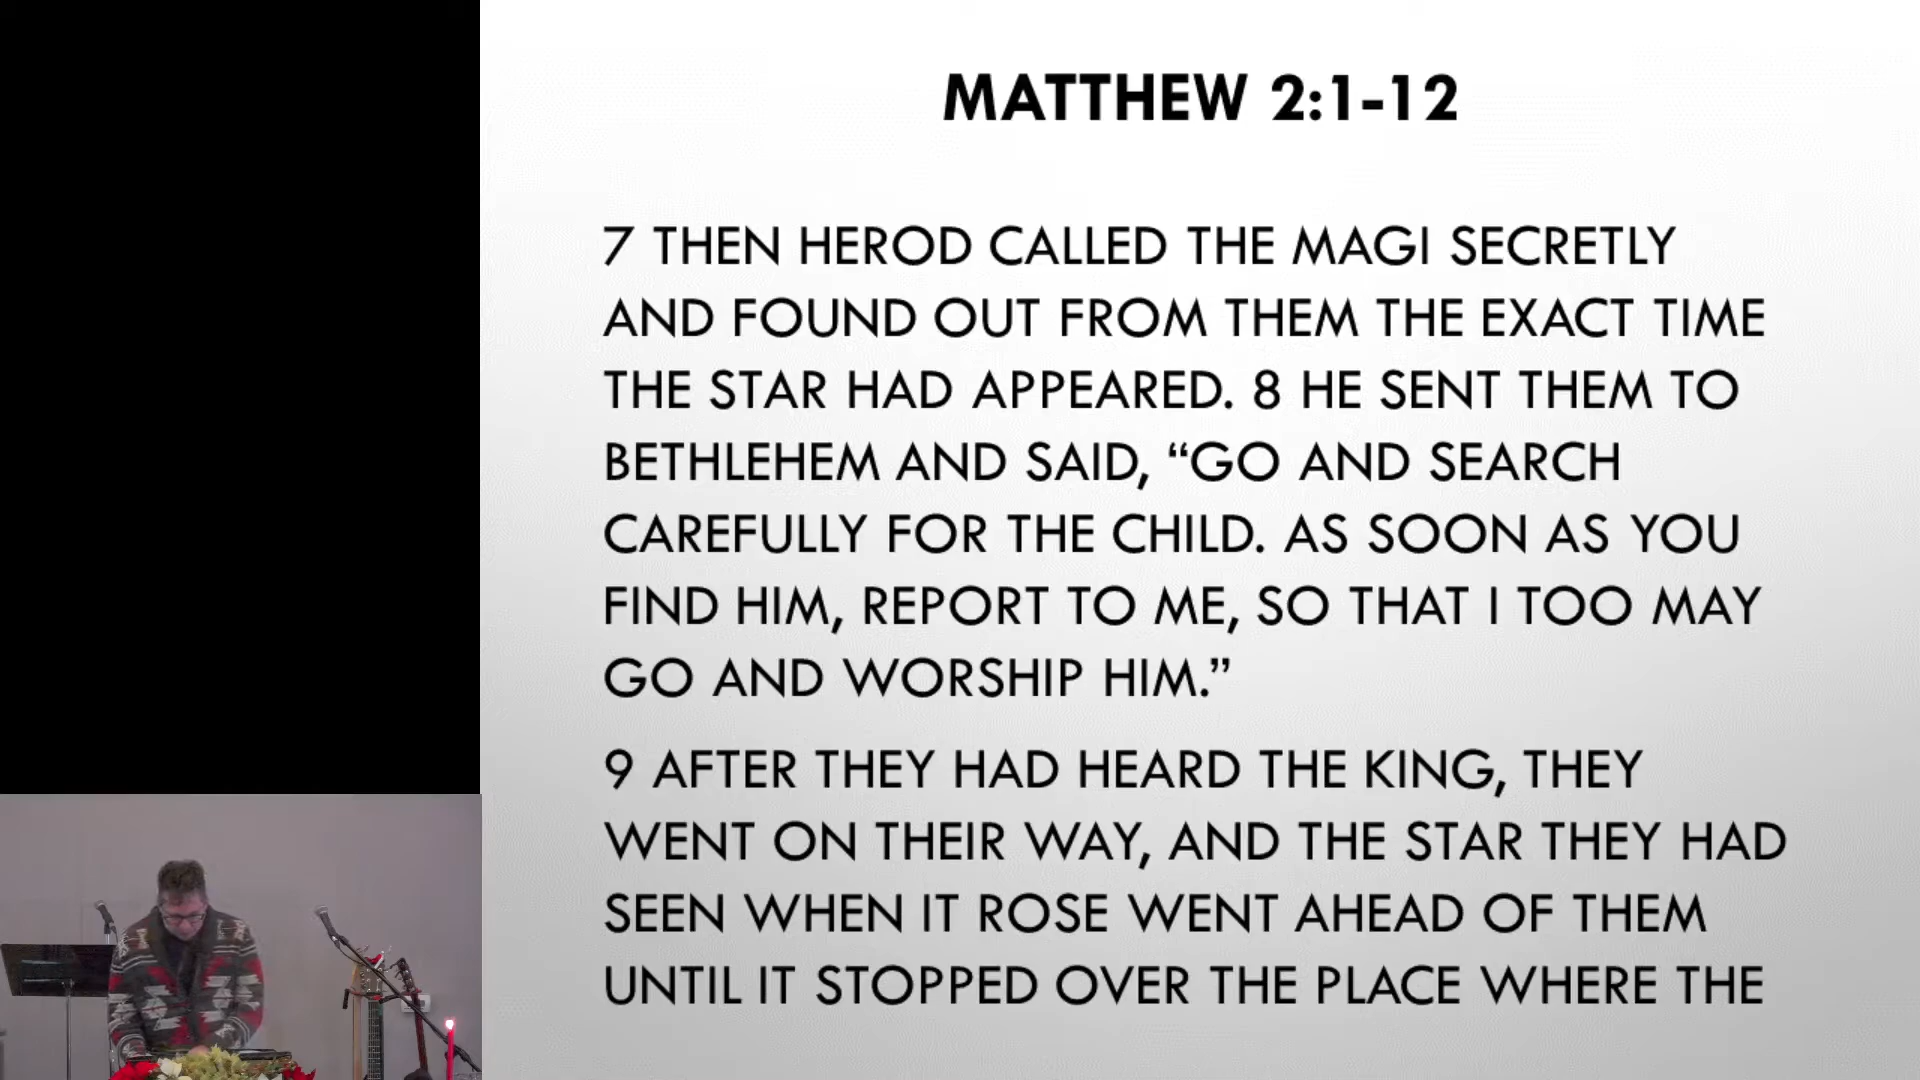 MATTHEW 2:1-12
7 THEN HEROD CALLED THE MAGI SECRETLY
AND FOUND OUT FROM THEM THE EXACT TIME
THE STAR HAD APPEARED. 8 HE SENT THEM TO
BETHLEHEM AND SAID, “GO AND SEARCH
CAREFULLY FOR THE CHILD. AS SOON AS YOU
FIND HIM, REPORT TO ME, SO THAT I TOO MAY
GO AND WORSHIP HIM.”
9 AFTER THEY HAD HEARD THE KING, THEY
WENT ON THEIR WAY, AND THE STAR THEY HAD
SEEN WHEN IT ROSE WENT AHEAD OF THEM
UNTIL IT STOPPED OVER THE PLACE WHERE THE